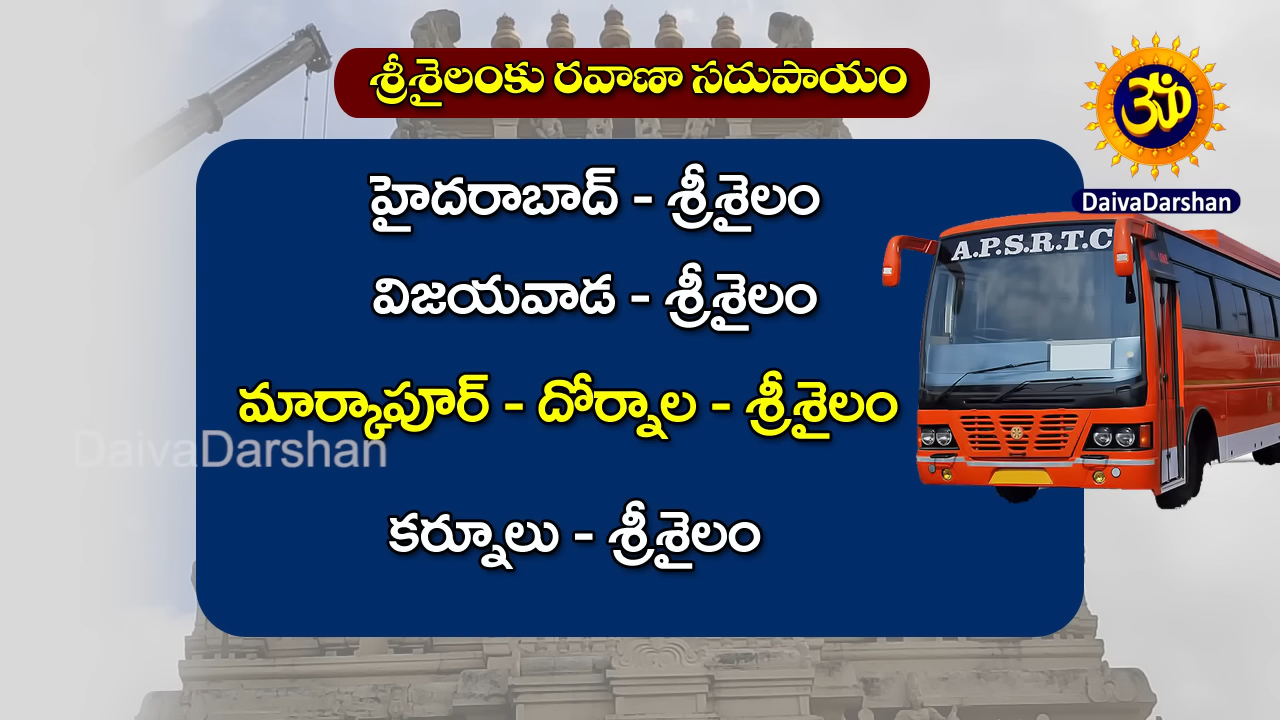 శ్రీశైలంకు రవాణా సదుపాయం
ఓం
DaivaDarshan
హైదరాబాద్ - శ్రీశైలం
A.P.S.R.T.C
విజయవాడ - శ్రీశైలం
మార్కాపూర్ - దోర్నాల - శ్రీశైలం
DaivaDarshan
కర్నూలు - శ్రీశైలం